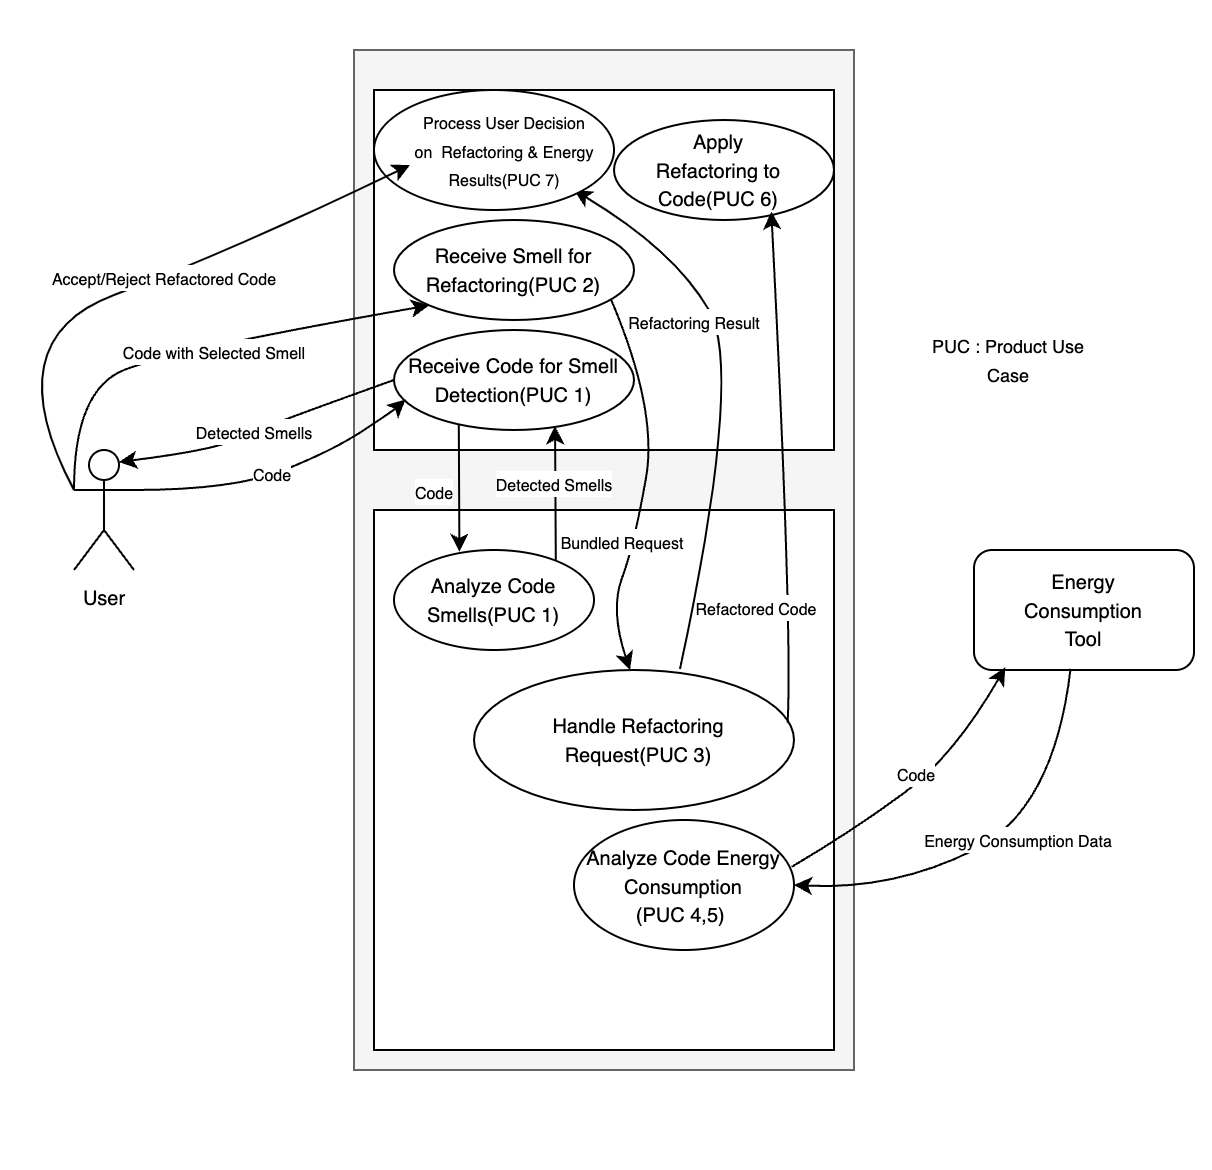 Process User Decision
on Refactoring & Energy
Results(PUC 7)
Apply
Refactoring to
Code(PUC 6)
Receive Smell for
Refactoring(PUC 2)
Accept/Reject Refactored Code
Refactoring Result
Code with Selected Smell
PUC : Product Use
Case
Receive Code for Smell
Detection(PUC 1)
Detected Smells
Code
Code
Detected Smells
Bundled Request
Analyze Code
Smells(PUC 1)
User
Refactored Code
Energy
Consumption
Tool
Handle Refactoring
Request(PUC 3)
Code
Energy Consumption Data
Analyze Code Energy
Consumption
(PUC 4,5)